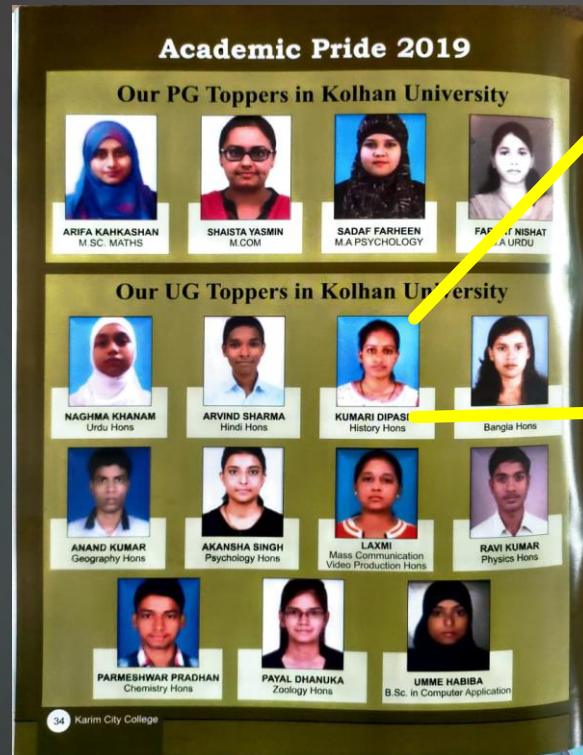 Academic Pride 2019
Our PG Toppers in Kolhan University
ARIFA KAHKASHAN
M.SC. MATHS
SHAISTA YASMIN
M.COM
SADAF FARHEEN
M.A PSYCHOLOGY
NISHAT
URDU
Our UG Toppers in Kolhan University
NAGHMA KHANAM
Urdu Hons
ARVIND SHARMA
Hindi Hons
KUMARI
History Hons
Bangla Hons
ANAND KUMAR
Geography Hons
AKANSHA SINGH
Psychology Hons
LAXMI
Mass Communication
Video Production Hons
RAVI KUMAR
Physics Hons
PARMESHWAR PRADHAN
Chemistry Hons
PAYAL DHANUKA
Zoology Hons
UMME HABIBA
B.Sc. in Computer Application
34 Karim City College